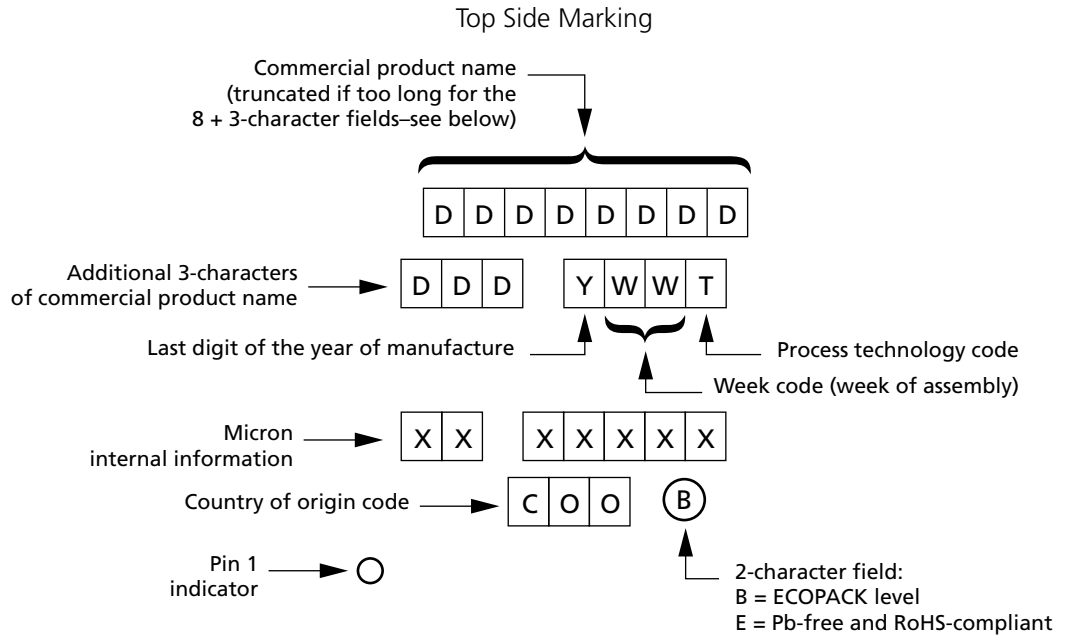 Top Side Marking
Commercial product name
(truncated if too long for the
8 + 3-character fields–see below)
D D D D D D D D
Additional 3-characters
of commercial product name
D D D
Y W W T
Last digit of the year of manufacture
Process technology code
Week code (week of assembly)
Micron
internal information
X X
X X X X X
Country of origin code
C O O
B
Pin 1
indicator
2-character field:
B = ECOPACK level
E = Pb-free and RoHS-compliant